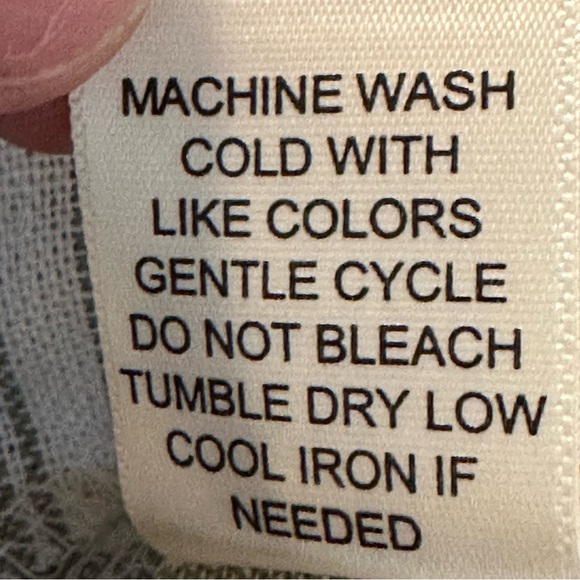 MACHINE WASH
COLD WITH
LIKE COLORS
GENTLE CYCLE
DO NOT BLEACH
TUMBLE DRY LOW
COOL IRON IF
NEEDED